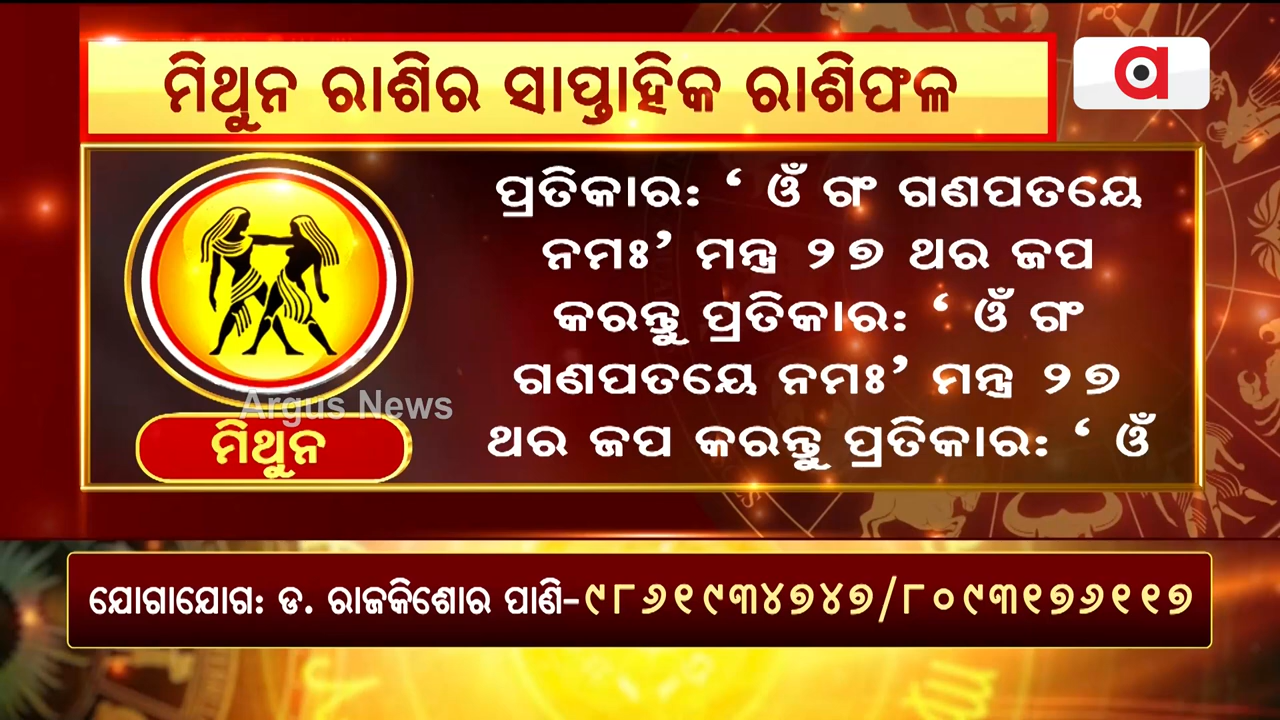 ମିଥୁନ ରାଶିର ସାପ୍ତାହିକ ରାଶିଫଳ
a
ପ୍ରତିକାର: ‘ ଓଁ ଗଂ ଗଣପତୟେ
ନମଃ’ ମନ୍ତ୍ର ୨୭ ଥର ଜପ
କରନ୍ତୁ ପ୍ରତିକାର: ‘ ଓଁ ଗଂ
ଗଣପତୟେ ନମଃ’ ମନ୍ତ୍ର ୨୭
ଥର ଜପ କରନ୍ତୁ ପ୍ରତିକାର: ‘ ଓଁ
Argus News
ମିଥୁନ
ଯୋଗାଯୋଗ: ଡ. ରାଜକିଶୋର ପାଣି-୯୮୬୧୯୩୪୭୪୭/୮୦୯୩୧୭୬୧୧୭